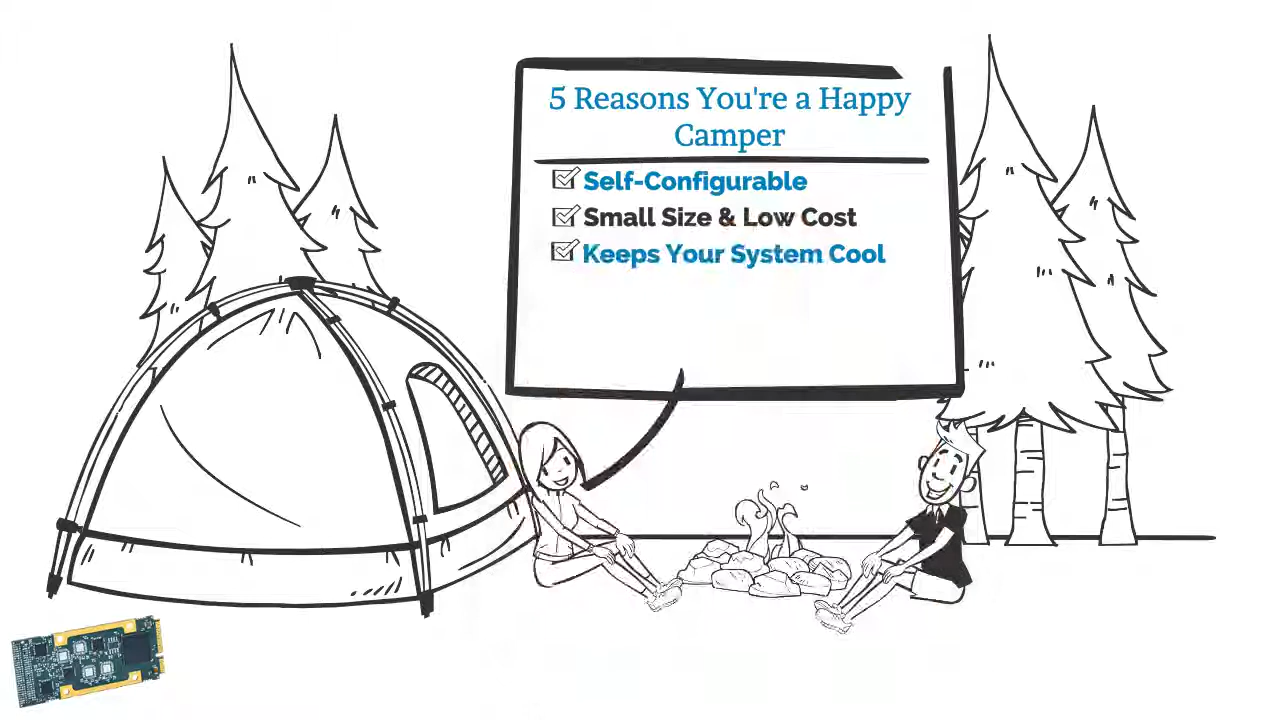 5 Reasons You're a Happy
Camper
Self-Configurable
Small Size & Low Cost
Keeps Your System Cool